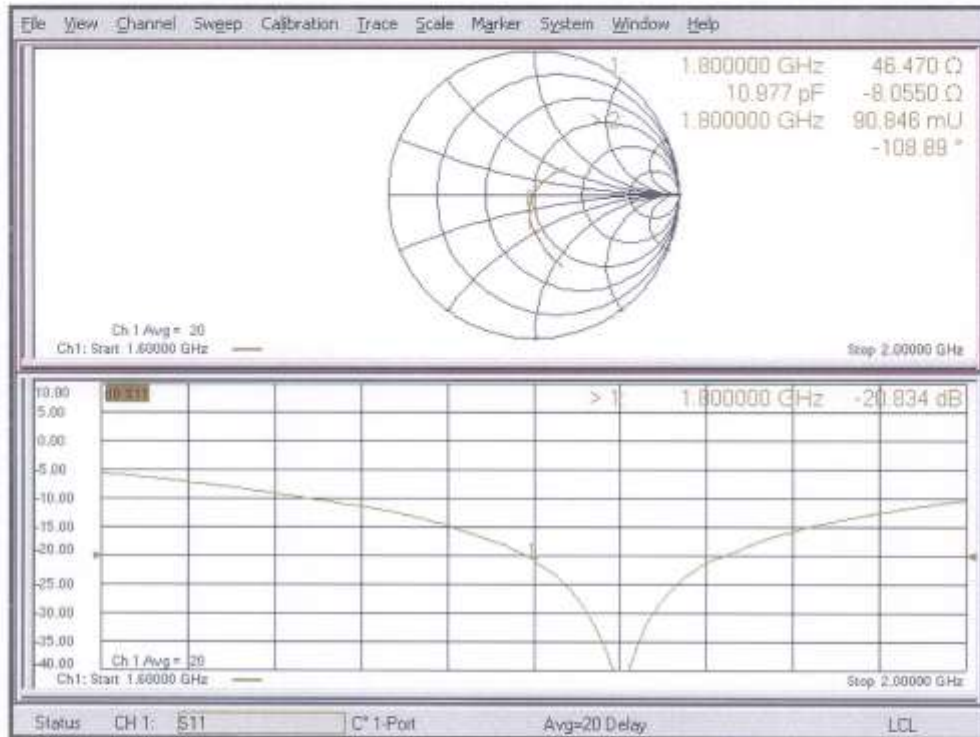 File View Channel Sweep Calibration Trace Scale Marker System Window Help
1 1.800000 GHz 46.470 Ω
10.977 pF -8.0550 Ω
> 2 1.800000 GHz 90.846 mU
-108.89 °
Ch 1 Avg = 20
Ch1: Start 1.60000 GHz
Stop 2.00000 GHz
10.00 dB S11
> 1 1.800000 GHz -20.834 dB
5.00
0.00
-5.00
-10.00
-15.00
-20.00
1
-25.00
-30.00
-35.00
-40.00
Ch 1 Avg = 20
Ch1: Start 1.60000 GHz
Stop 2.00000 GHz
Status CH 1: S11 C* 1-Port Avg=20 Delay LCL